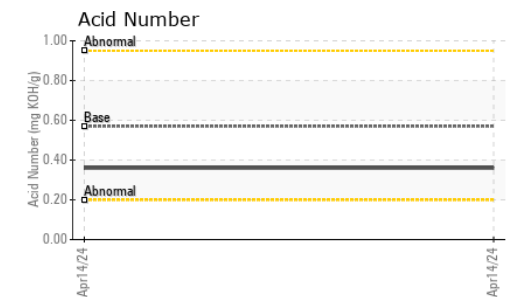 Acid Number
Acid Number (mg KOH/g)
1.00
0.80
0.60
0.40
0.20
0.00
Abnormal
Base
Abnormal
Apr14/24
Apr14/24